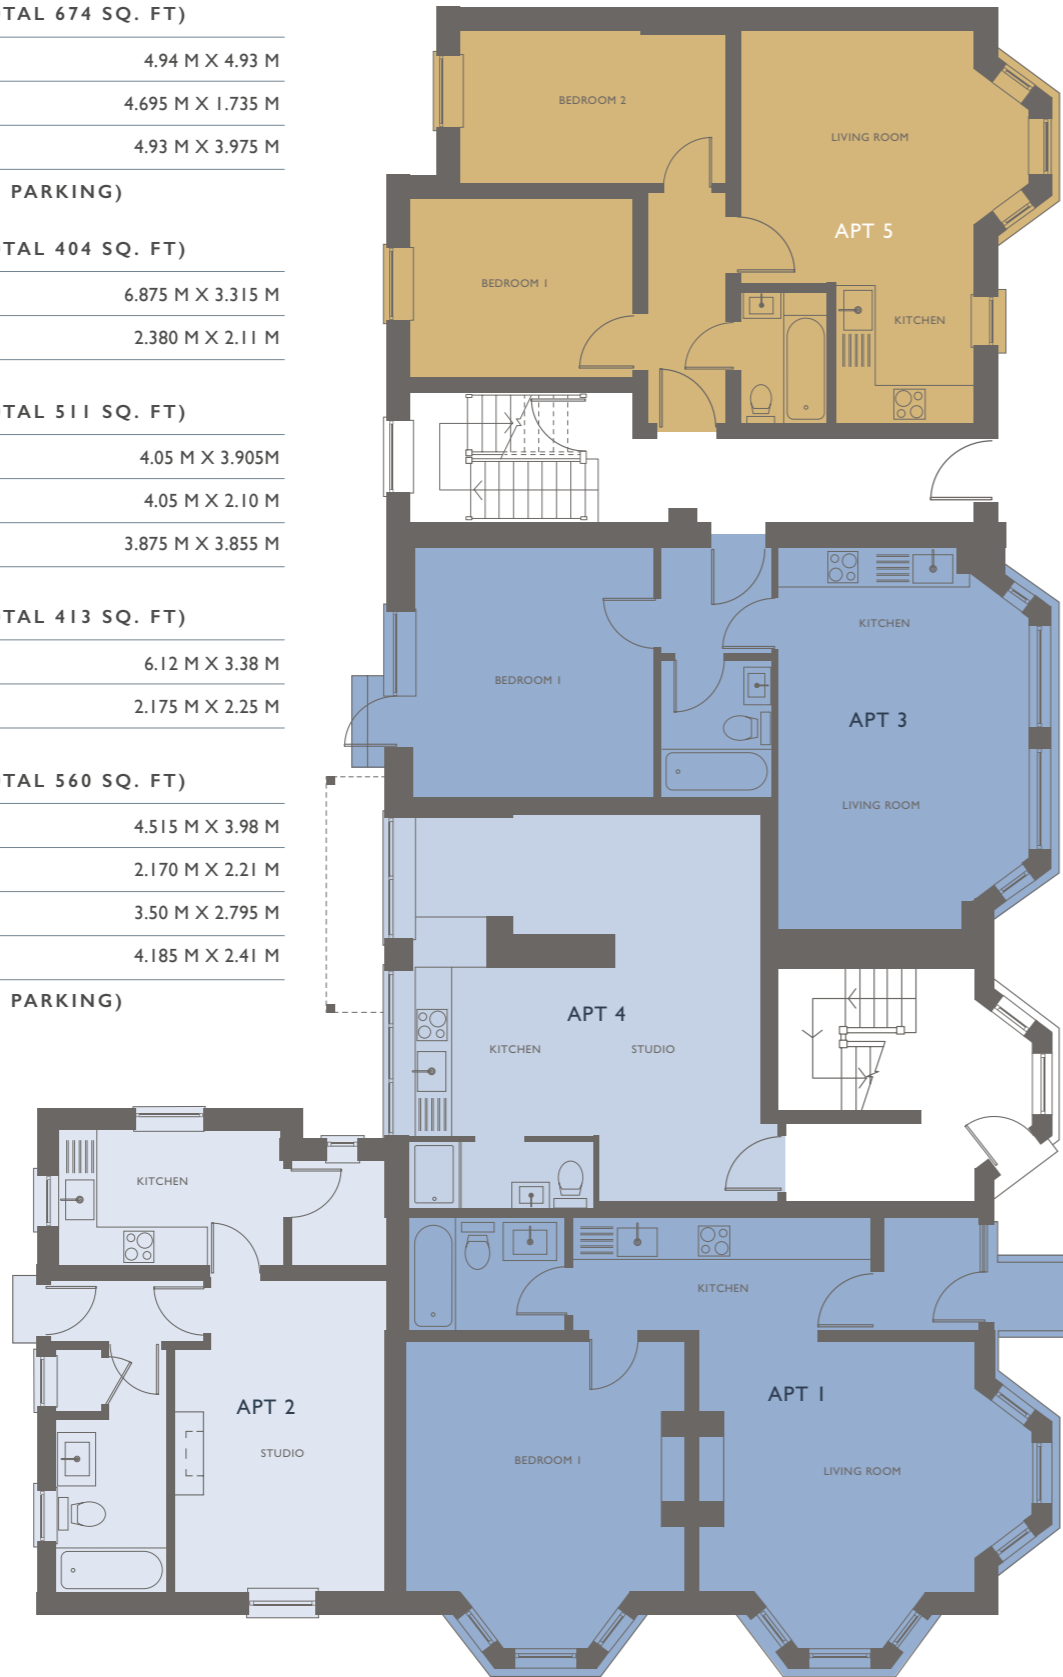 OTAL 674 SQ. FT)
4.94 M X 4.93 M
4.695 M X 1.735 M
4.93 M X 3.975 M
PARKING)
OTAL 404 SQ. FT)
6.875 M X 3.315 M
2.380 M X 2.11 M
OTAL 511 SQ. FT)
4.05 M X 3.905M
4.05 M X 2.10 M
3.875 M X 3.855 M
OTAL 413 SQ. FT)
6.12 M X 3.38 M
2.175 M X 2.25 M
OTAL 560 SQ. FT)
4.515 M X 3.98 M
2.170 M X 2.21 M
3.50 M X 2.795 M
4.185 M X 2.41 M
PARKING)
BEDROOM 2
LIVING ROOM
APT 5
BEDROOM 1
KITCHEN
KITCHEN
BEDROOM 1
APT 3
LIVING ROOM
APT 4
KITCHEN
STUDIO
KITCHEN
APT 2
STUDIO
KITCHEN
APT 1
BEDROOM 1
LIVING ROOM